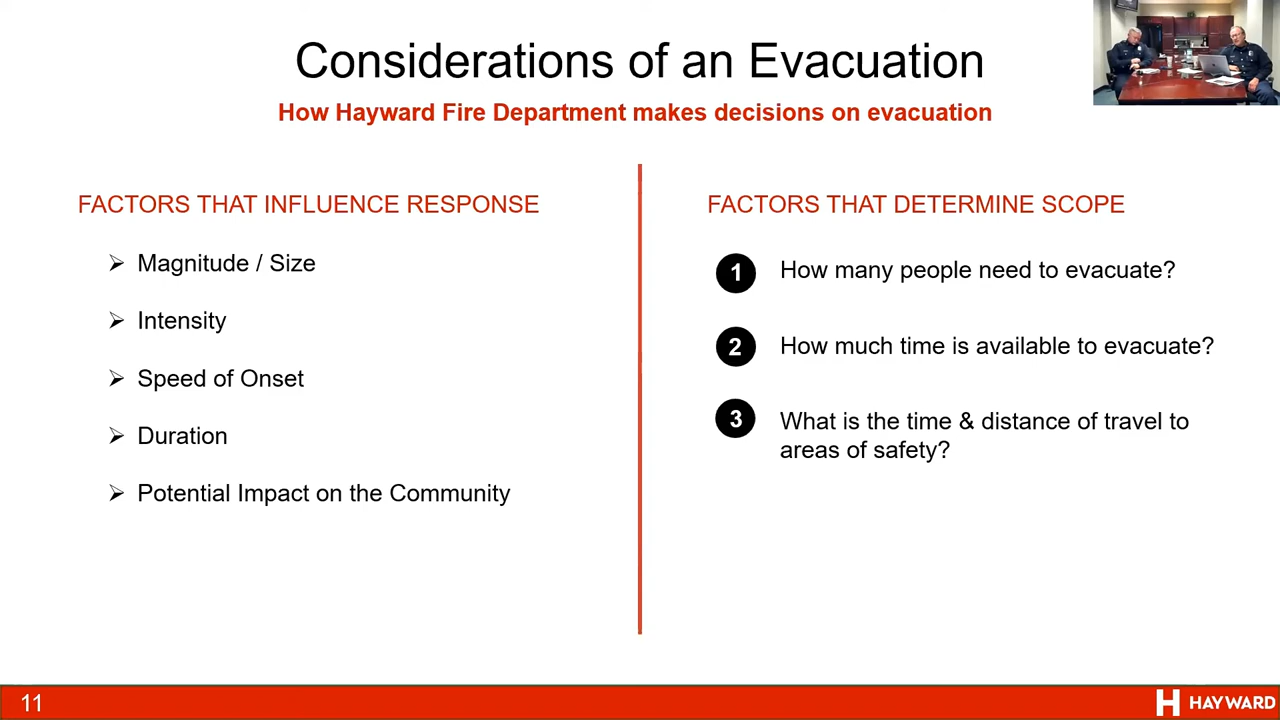 Considerations of an Evacuation
How Hayward Fire Department makes decisions on evacuation
FACTORS THAT INFLUENCE RESPONSE
➢ Magnitude / Size
➢ Intensity
➢ Speed of Onset
➢ Duration
➢ Potential Impact on the Community
FACTORS THAT DETERMINE SCOPE
1 How many people need to evacuate?
2 How much time is available to evacuate?
3 What is the time & distance of travel to
areas of safety?
11
H HAYWARD